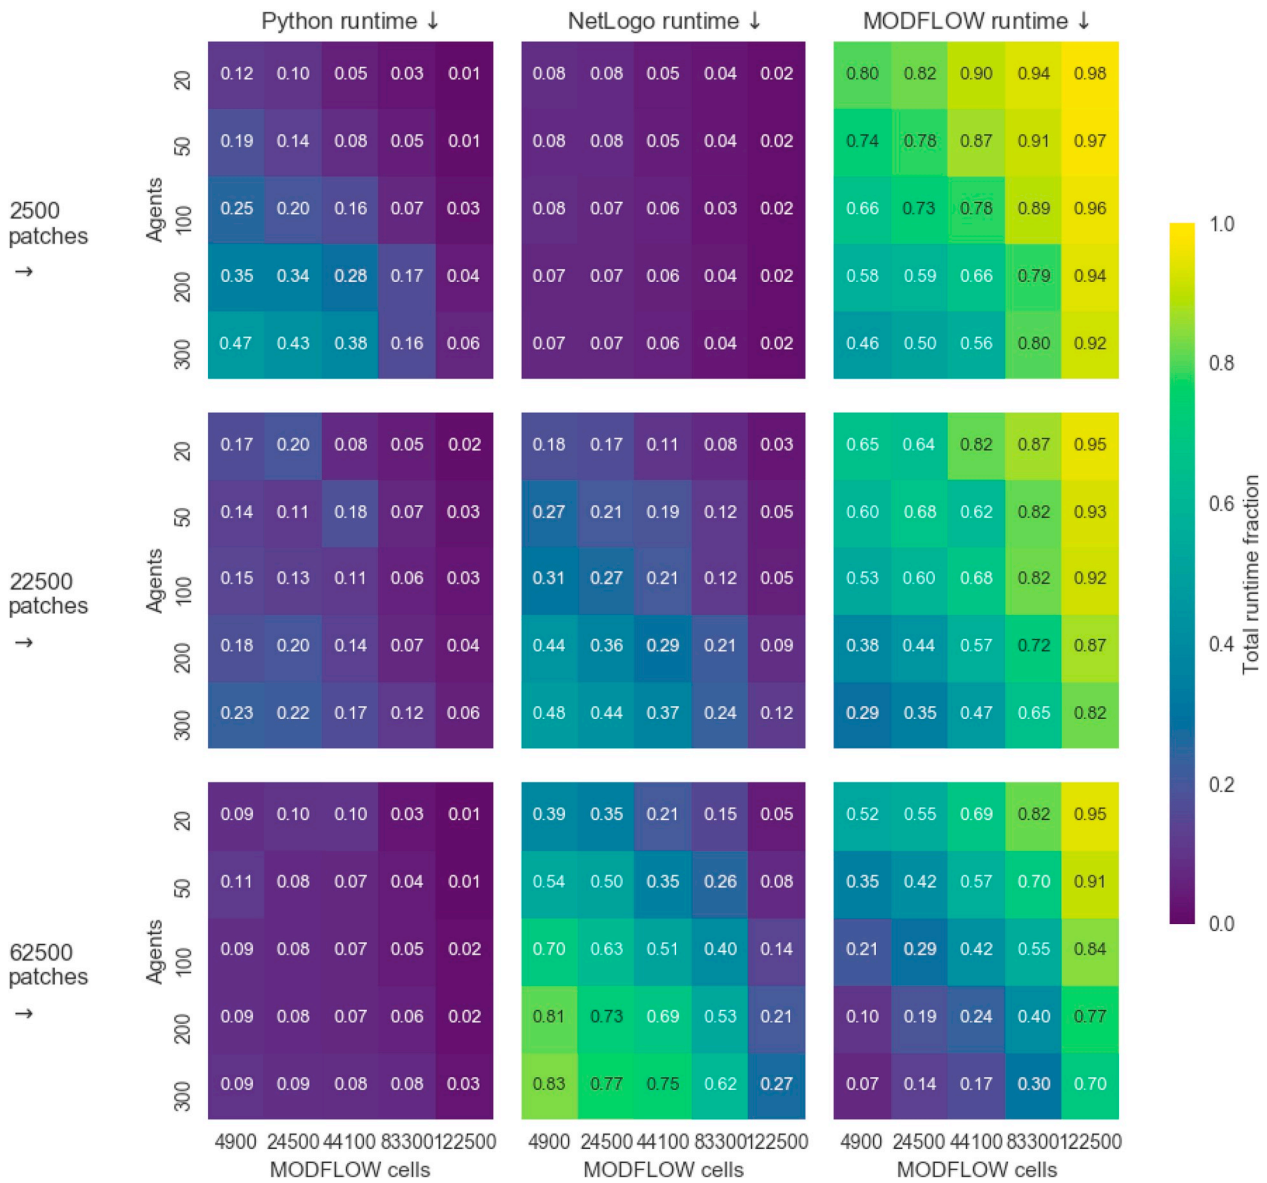 Python runtime ↓ NetLogo runtime ↓ MODFLOW runtime ↓
20 0.12 0.10 0.05 0.03 0.01 0.08 0.08 0.05 0.04 0.02 0.80 0.82 0.90 0.94 0.98
50 0.19 0.14 0.08 0.05 0.01 0.08 0.08 0.05 0.04 0.02 0.74 0.78 0.87 0.91 0.97
2500
patches
→
Agents
100 0.25 0.20 0.16 0.07 0.03 0.08 0.07 0.06 0.03 0.02 0.66 0.73 0.78 0.89 0.96
200 0.35 0.34 0.28 0.17 0.04 0.07 0.07 0.06 0.04 0.02 0.58 0.59 0.66 0.79 0.94
300 0.47 0.43 0.38 0.16 0.06 0.07 0.07 0.06 0.04 0.02 0.46 0.50 0.56 0.80 0.92
20 0.17 0.20 0.08 0.05 0.02 0.18 0.17 0.11 0.08 0.03 0.65 0.64 0.82 0.87 0.95
50 0.14 0.11 0.18 0.07 0.03 0.27 0.21 0.19 0.12 0.05 0.60 0.68 0.62 0.82 0.93
22500
patches
→
Agents
100 0.15 0.13 0.11 0.06 0.03 0.31 0.27 0.21 0.12 0.05 0.53 0.60 0.68 0.82 0.92
200 0.18 0.20 0.14 0.07 0.04 0.44 0.36 0.29 0.21 0.09 0.38 0.44 0.57 0.72 0.87
300 0.23 0.22 0.17 0.12 0.06 0.48 0.44 0.37 0.24 0.12 0.29 0.35 0.47 0.65 0.82
20 0.09 0.10 0.10 0.03 0.01 0.39 0.35 0.21 0.15 0.05 0.52 0.55 0.69 0.82 0.95
50 0.11 0.08 0.07 0.04 0.01 0.54 0.50 0.35 0.26 0.08 0.35 0.42 0.57 0.70 0.91
62500
patches
→
Agents
100 0.09 0.08 0.07 0.05 0.02 0.70 0.63 0.51 0.40 0.14 0.21 0.29 0.42 0.55 0.84
200 0.09 0.08 0.07 0.06 0.02 0.81 0.73 0.69 0.53 0.21 0.10 0.19 0.24 0.40 0.77
300 0.09 0.09 0.08 0.08 0.03 0.83 0.77 0.75 0.62 0.27 0.07 0.14 0.17 0.30 0.70
4900 24500 44100 83300 122500 4900 24500 44100 83300 122500 4900 24500 44100 83300 122500
MODFLOW cells MODFLOW cells MODFLOW cells
1.0
0.8
0.6
0.4
0.2
0.0
Total runtime fraction